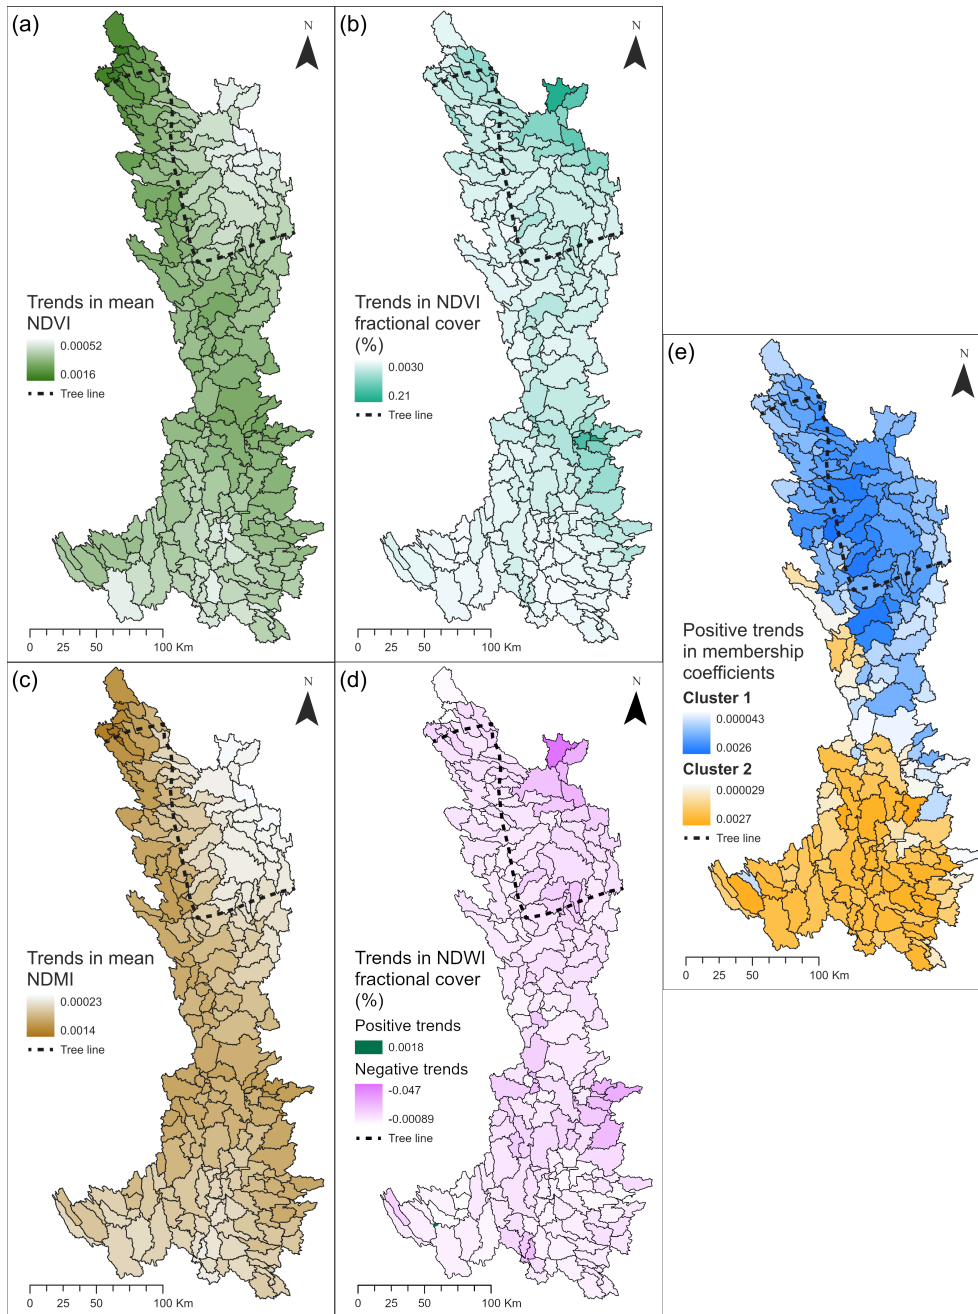 (a)
N
Trends in mean
NDVI
0.00052
0.0016
Tree line
0 25 50 100 Km
(b)
N
Trends in NDVI
fractional cover
(%)
0.0030
0.21
Tree line
0 25 50 100 Km
(c)
N
Trends in mean
NDMI
0.00023
0.0014
Tree line
0 25 50 100 Km
(d)
N
Trends in NDWI
fractional cover
(%)
Positive trends
0.0018
Negative trends
-0.047
-0.00089
Tree line
0 25 50 100 Km
(e)
N
Positive trends
in membership
coefficients
Cluster 1
0.000043
0.0026
Cluster 2
0.000029
0.0027
Tree line
0 25 50 100 Km